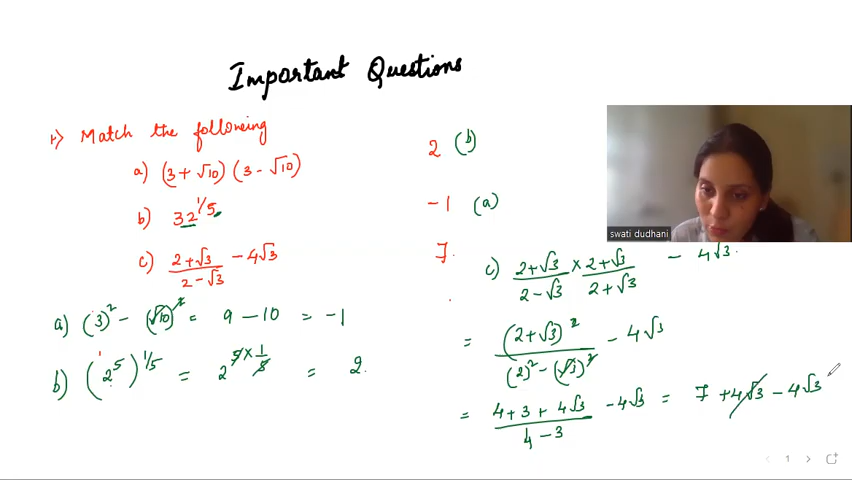 Important Questions
1) Match the following
a) (3 + √10) (3 - √10)
b) 32^1/5
c) (2+√3)/(2-√3) - 4√3
2 (b)
-1 (a)
7
a) (3)^2 - (√10)^2 = 9 - 10 = -1
b) (2^5)^1/5 = 2^(5 × 1/5) = 2.
c) (2+√3)/(2-√3) × (2+√3)/(2+√3) - 4√3
= (2+√3)^2/((2)^2 - (√3)^2) - 4√3
= (4+3+4√3)/(4-3) - 4√3 = 7 + 4√3 - 4√3
swati dudhani
1